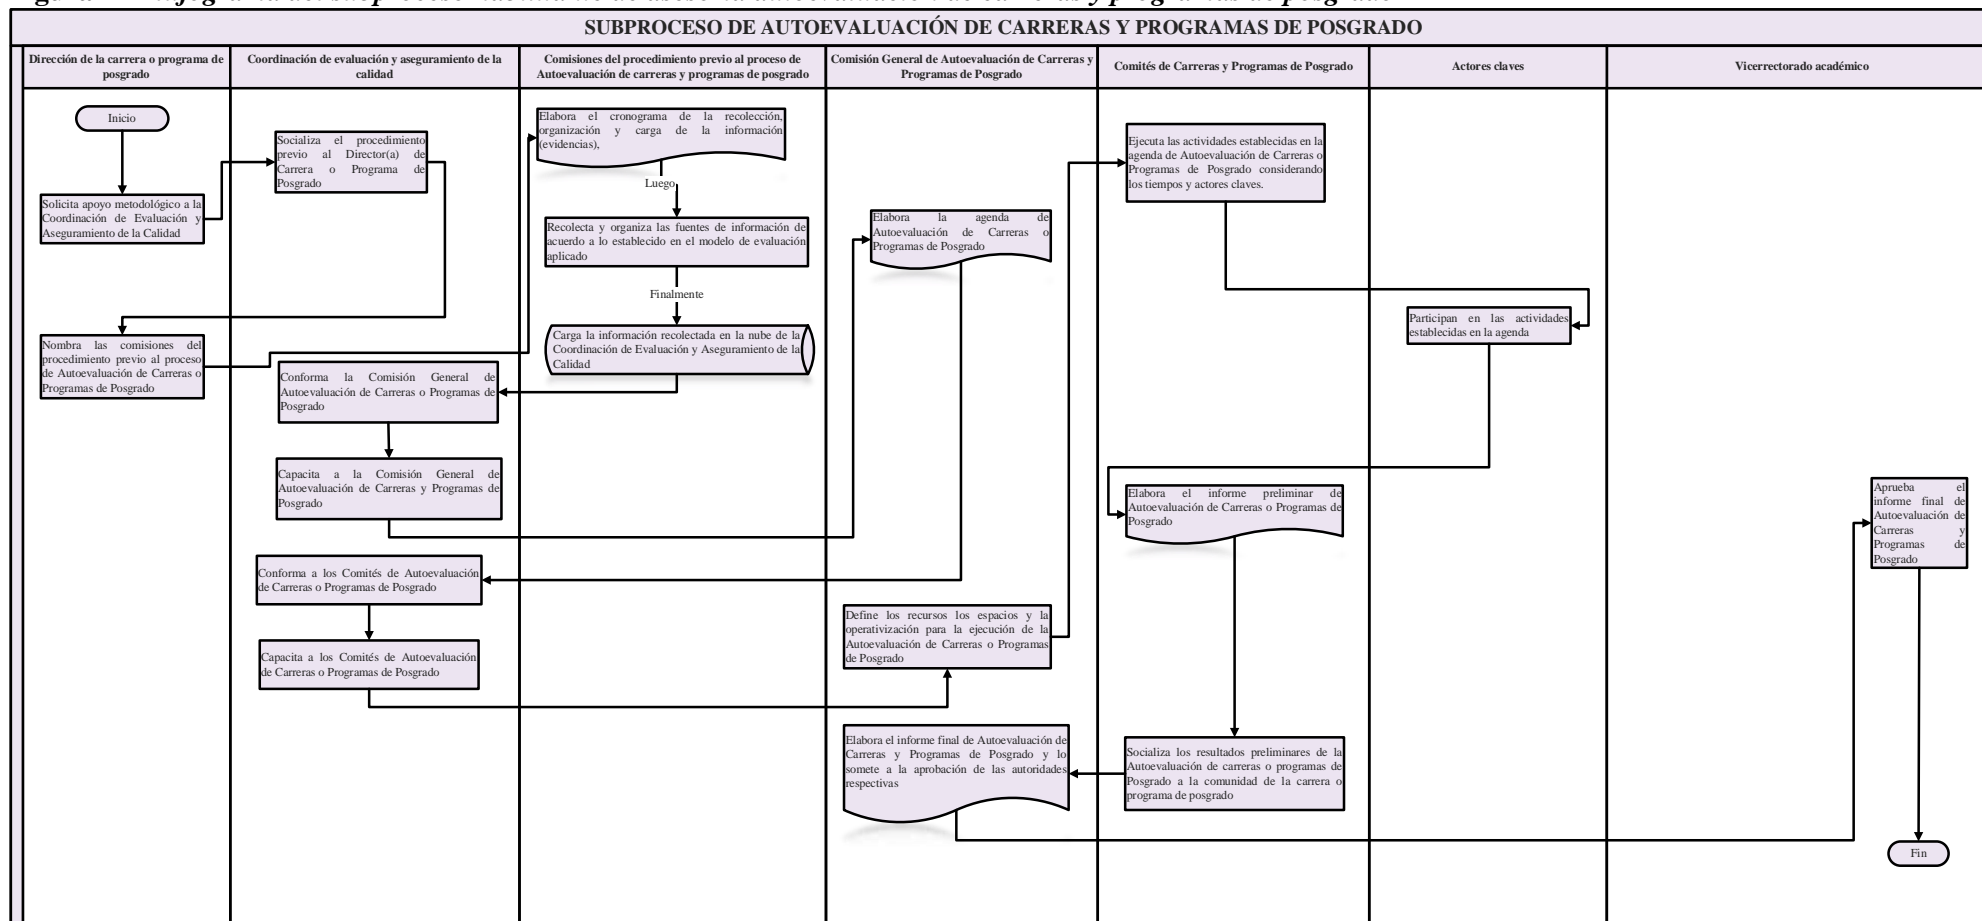 SUBPROCESO DE AUTOEVALUACIÓN DE CARRERAS Y PROGRAMAS DE POSGRADO
Dirección de la carrera o programa de
posgrado
Coordinación de evaluación y aseguramiento de la
calidad
Comisiones del procedimiento previo al proceso de
Autoevaluación de carreras y programas de posgrado
Comisión General de Autoevaluación de Carreras y
Programas de Posgrado
Comités de Carreras y Programas de Posgrado
Actores claves
Vicerrectorado académico
Inicio
Solicita apoyo metodológico a la
Coordinación de Evaluación y
Aseguramiento de la Calidad
Nombra las comisiones del
procedimiento previo al proceso
de Autoevaluación de Carreras o
Programas de Posgrado
Socializa el procedimiento
previo al Director(a) de
Carrera o Programa de
Posgrado
Conforma la Comisión General de
Autoevaluación de Carreras o Programas de
Posgrado
Capacita a la Comisión General de
Autoevaluación de Carreras y Programas de
Posgrado
Conforma a los Comités de Autoevaluación
de Carreras o Programas de Posgrado
Capacita a los Comités de Autoevaluación
de Carreras o Programas de Posgrado
Elabora el cronograma de la recolección,
organización y carga de la información
(evidencias),
Luego
Recolecta y organiza las fuentes de información de
acuerdo a lo establecido en el modelo de evaluación
aplicado
Finalmente
Carga la información recolectada en la nube de la
Coordinación de Evaluación y Aseguramiento de la
Calidad
Elabora la agenda de
Autoevaluación de Carreras o
Programas de Posgrado
Define los recursos los espacios y la
operativización para la ejecución de la
Autoevaluación de Carreras o Programas
de Posgrado
Elabora el informe final de Autoevaluación de
Carreras y Programas de Posgrado y lo
somete a la aprobación de las autoridades
respectivas
Ejecuta las actividades establecidas en la
agenda de Autoevaluación de Carreras o
Programas de Posgrado considerando
los tiempos y actores claves.
Elabora el informe preliminar de
Autoevaluación de Carreras o Programas de
Posgrado
Socializa los resultados preliminares de la
Autoevaluación de carreras o programas de
Posgrado a la comunidad de la carrera o
programa de posgrado
Participan en las actividades
establecidas en la agenda
Aprueba el
informe final de
Autoevaluación de
Carreras y
Programas de
Posgrado
Fin